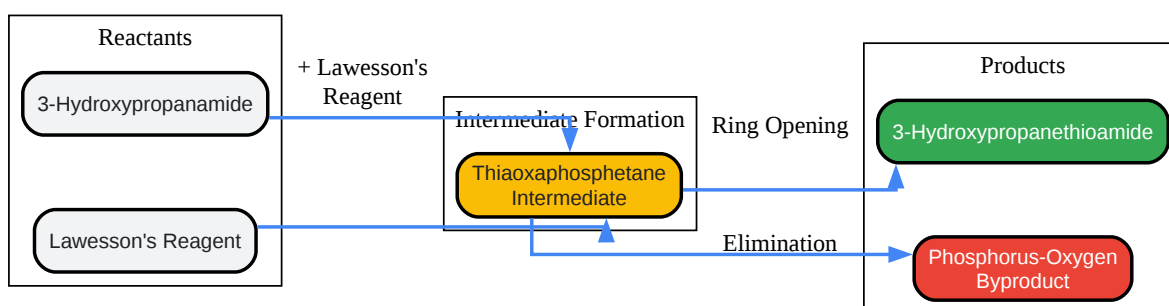 Reactants
3-Hydroxypropanamide
Lawesson's Reagent
+ Lawesson's
Reagent
Intermediate Formation
Thiaoxaphosphetane
Intermediate
Ring Opening
Elimination
Products
3-Hydroxypropanethioamide
Phosphorus-Oxygen
Byproduct